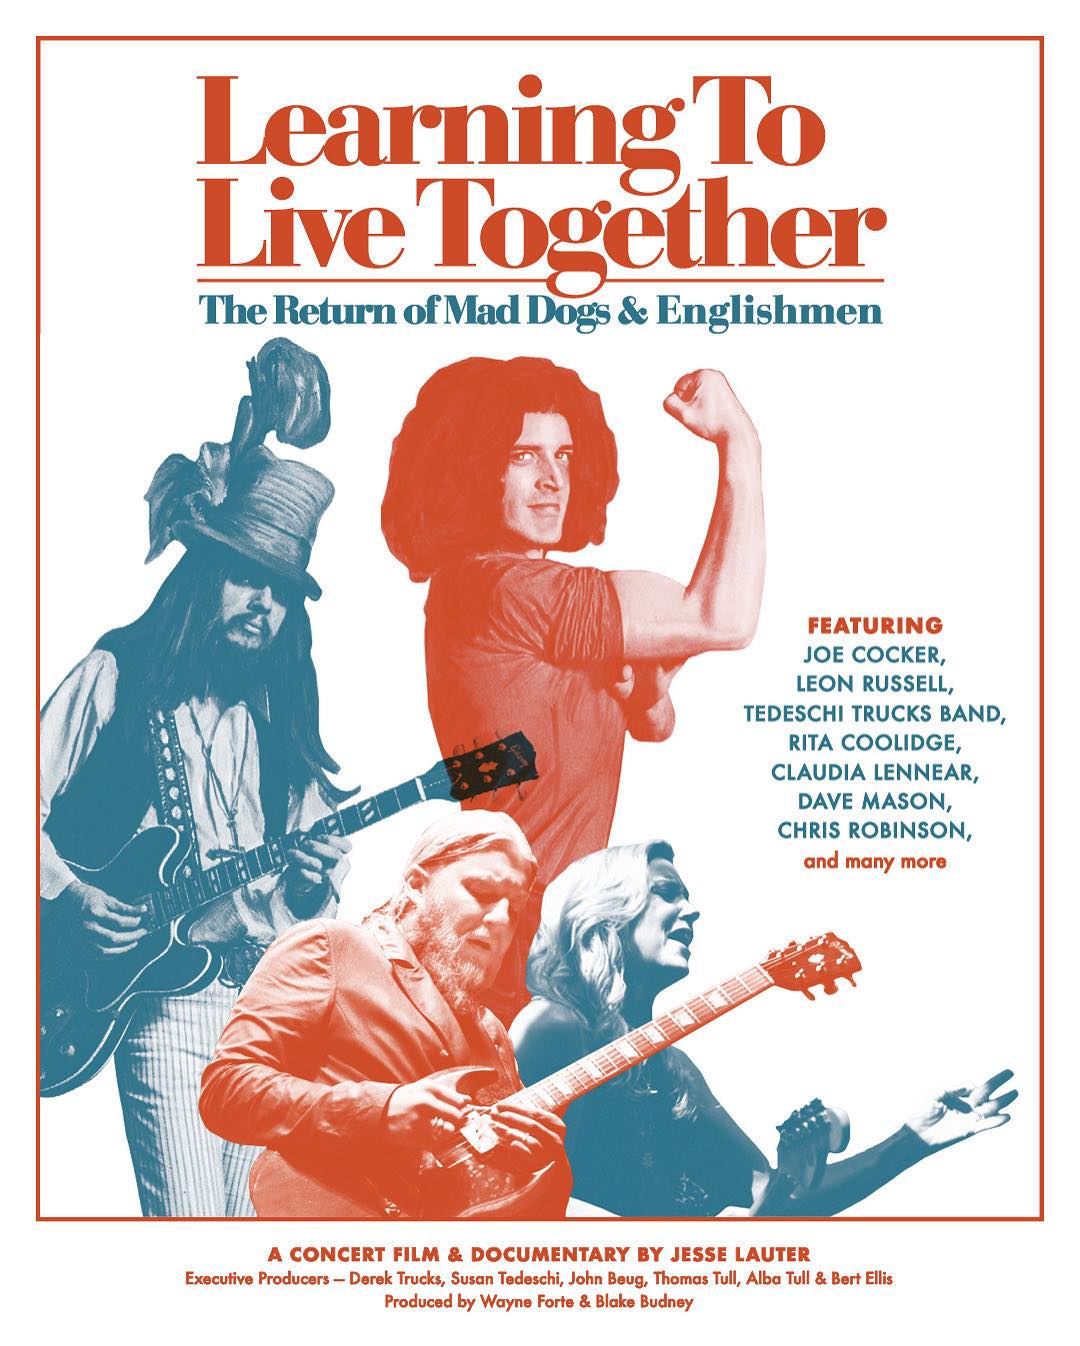 Learning To
Live Together
The Return of Mad Dogs & Englishmen
FEATURING
JOE COCKER,
LEON RUSSELL,
TEDESCHI TRUCKS BAND,
RITA COOLIDGE,
CLAUDIA LENNEAR,
DAVE MASON,
CHRIS ROBINSON,
and many more
A CONCERT FILM & DOCUMENTARY BY JESSE LAUTER
Executive Producers – Derek Trucks, Susan Tedeschi, John Beug, Thomas Tull, Alba Tull & Bert Ellis
Produced by Wayne Forte & Blake Budney